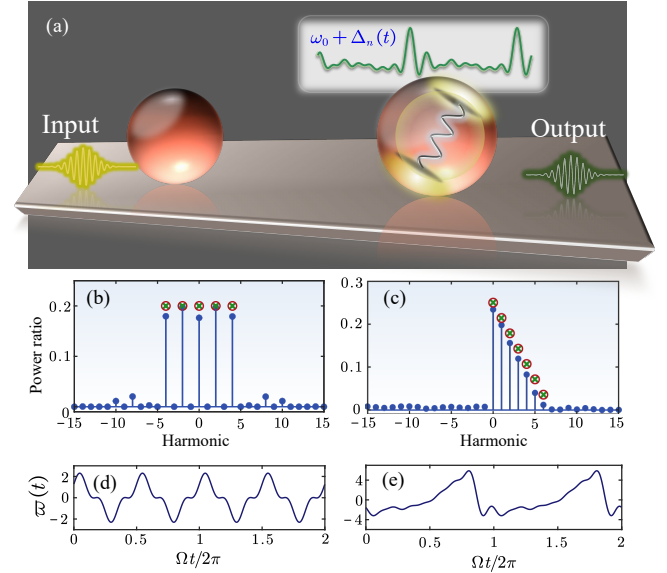 (a)
ω₀ + Δₙ(t)
Input
Output
(b)
(c)
Power ratio
0.2
0.1
0
−15 −10 −5 0 5 10 15
Harmonic
0.3
0.2
0.1
0
−15 −10 −5 0 5 10 15
Harmonic
(d)
(e)
ϖ(t)
2
0
−2
0 0.5 1 1.5 2
Ωt/2π
4
0
−4
0 0.5 1 1.5 2
Ωt/2π